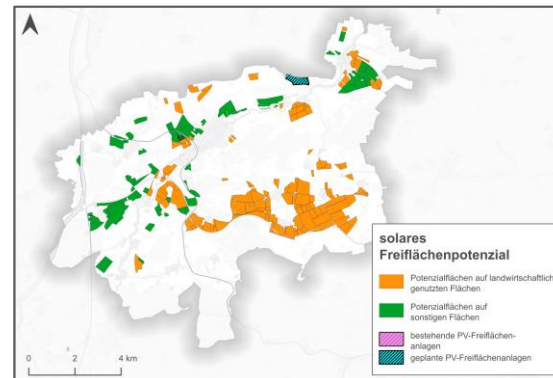 solares
Freiflächenpotenzial
Potenzialflächen auf landwirtschaftlich
genutzten Flächen
Potenzialflächen auf
sonstigen Flächen
bestehende PV-Freiflächen-
anlagen
geplante PV-Freiflächenanlagen
0 2 4 km